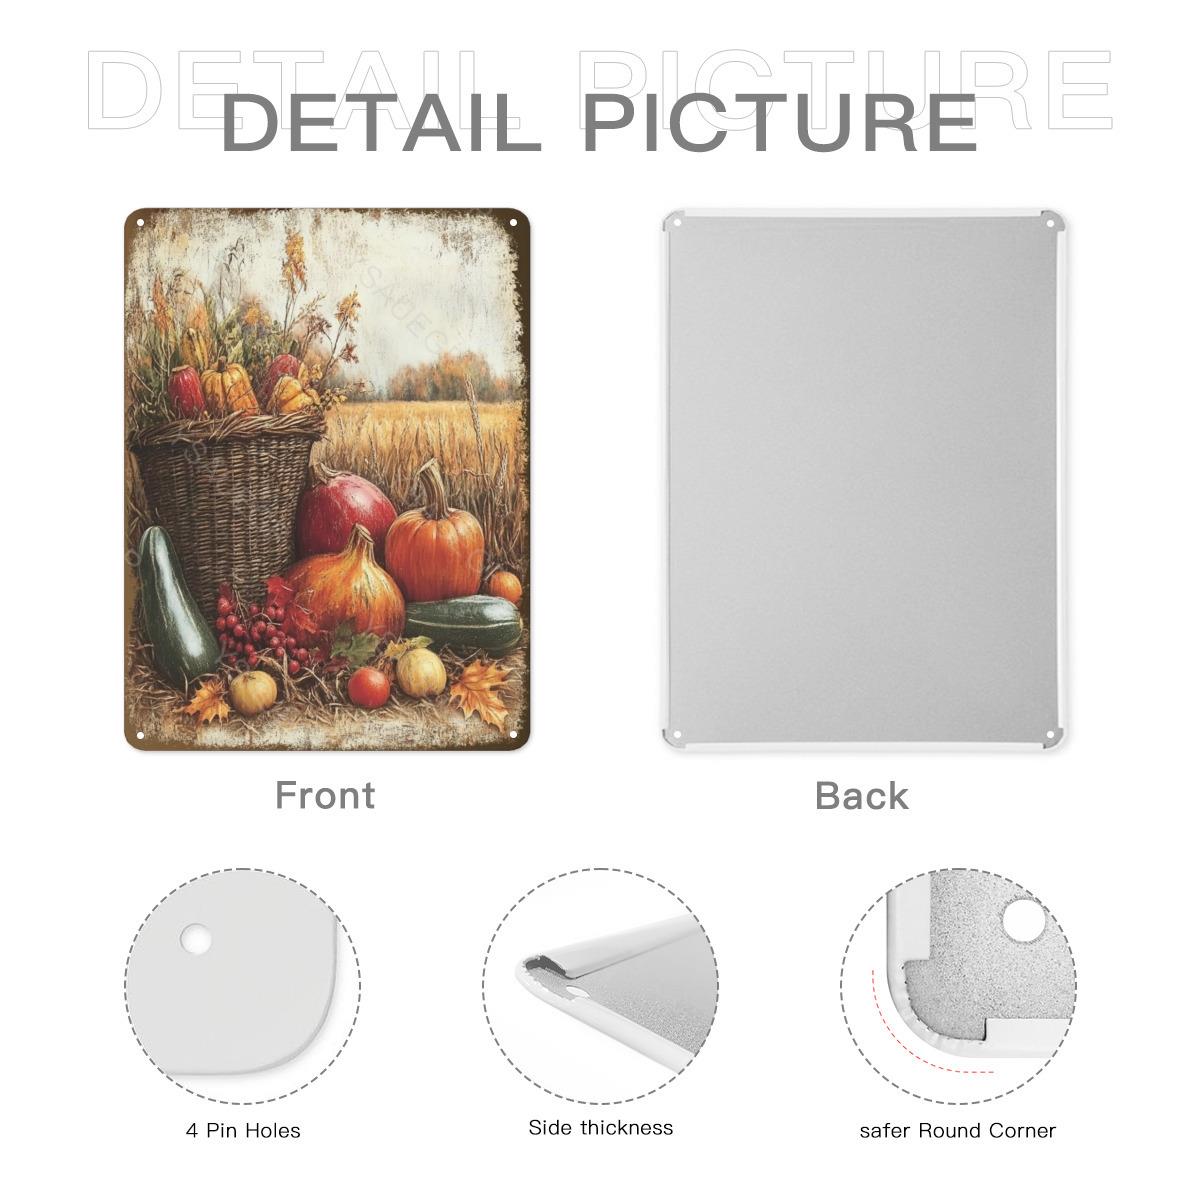 DETAIL PICTURE
DETAIL PICTURE
Front
Back
4 Pin Holes
Side thickness
safer Round Corner